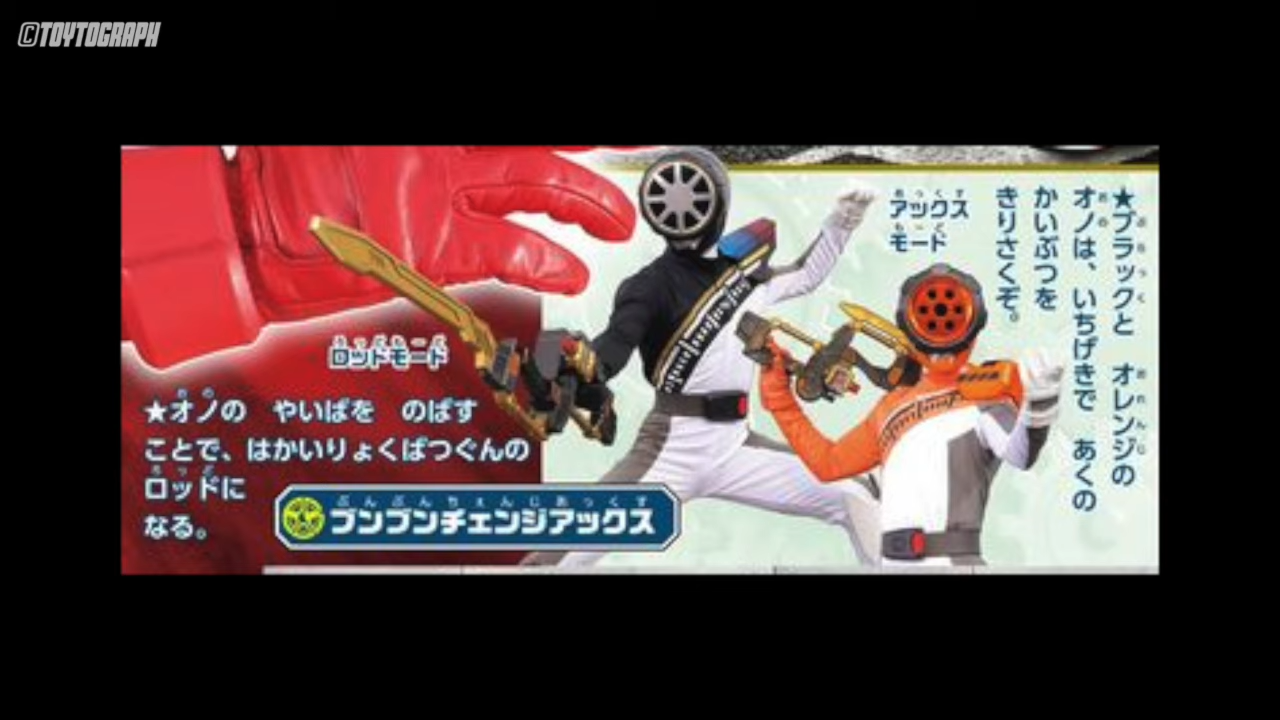 ©TOYTOGRAPH
★ブラックと オレンジの
オノは、いちげきで あくの
かいぶつを
きりさくぞ。
アックス
モード
ロッドモード
★オノの やいばを のばす
ことで、はかいりょくばつぐんの
ロッドに
なる。
ブンブンチェンジアックス